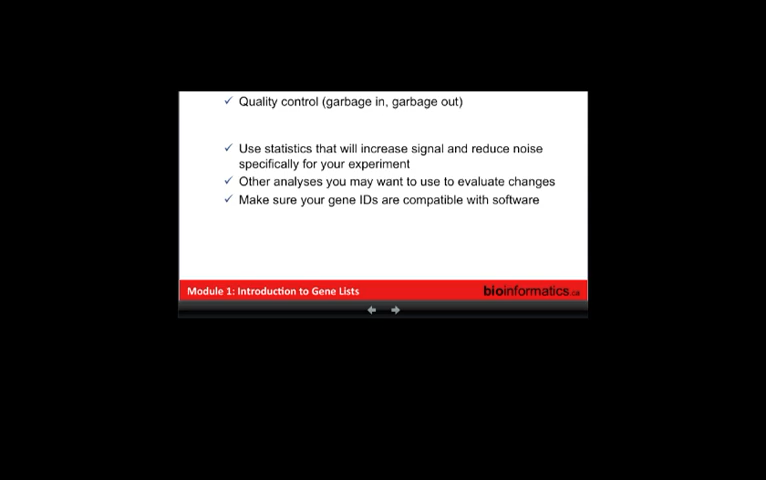 ✓ Quality control (garbage in, garbage out)
✓ Use statistics that will increase signal and reduce noise
specifically for your experiment
✓ Other analyses you may want to use to evaluate changes
✓ Make sure your gene IDs are compatible with software
Module 1: Introduction to Gene Lists
bioinformatics.ca